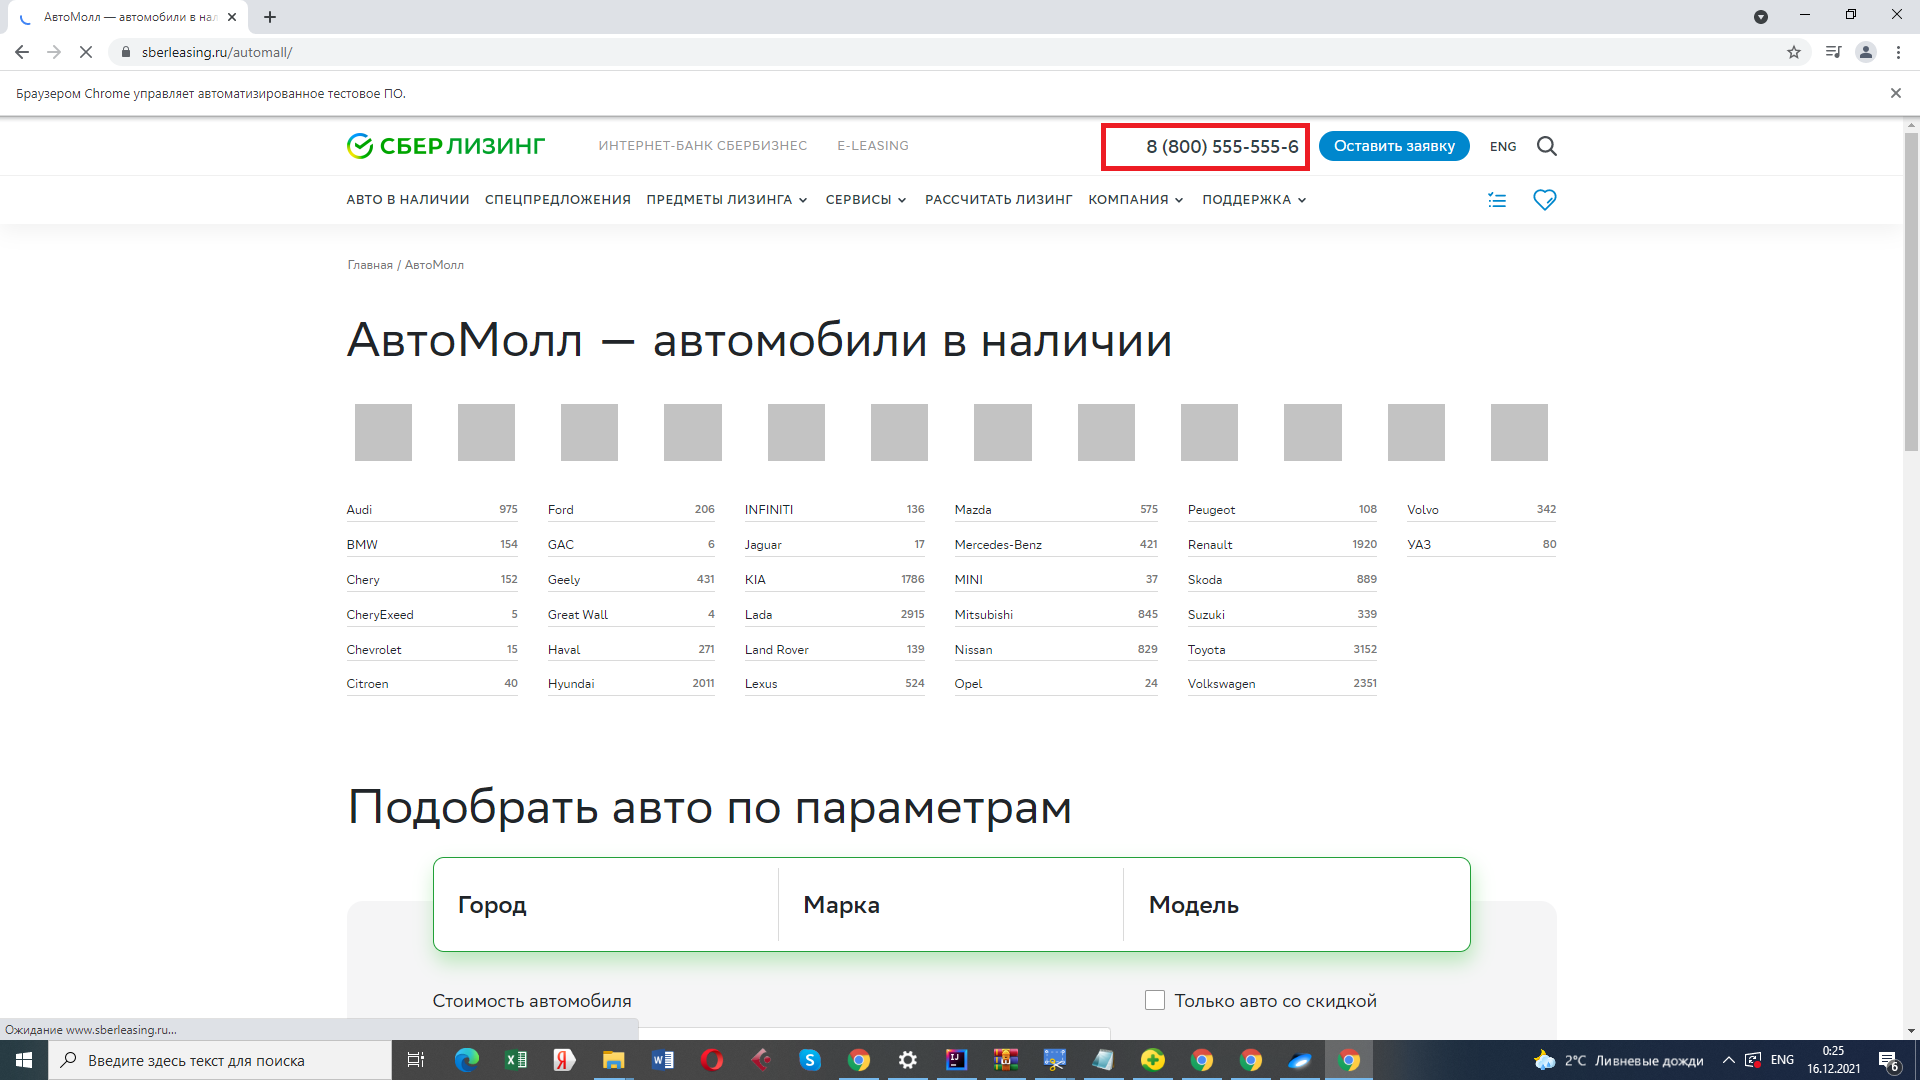 АвтоМолл — автомобили в нал
sberleasing.ru/automall/
Браузером Chrome управляет автоматизированное тестовое ПО.
СБЕР ЛИЗИНГ
ИНТЕРНЕТ-БАНК СБЕРБИЗНЕС E-LEASING
8 (800) 555-555-6
Оставить заявку
ENG
АВТО В НАЛИЧИИ СПЕЦПРЕДЛОЖЕНИЯ ПРЕДМЕТЫ ЛИЗИНГА СЕРВИСЫ РАССЧИТАТЬ ЛИЗИНГ КОМПАНИЯ ПОДДЕРЖКА
Главная / АвтоМолл
АвтоМолл — автомобили в наличии
Audi 975 Ford 206 INFINITI 136 Mazda 575 Peugeot 108 Volvo 342
BMW 154 GAC 6 Jaguar 17 Mercedes-Benz 421 Renault 1920 УАЗ 80
Chery 152 Geely 431 KIA 1786 MINI 37 Skoda 889
CheryExeed 5 Great Wall 4 Lada 2915 Mitsubishi 845 Suzuki 339
Chevrolet 15 Haval 271 Land Rover 139 Nissan 829 Toyota 3152
Citroen 40 Hyundai 2011 Lexus 524 Opel 24 Volkswagen 2351
Подобрать авто по параметрам
Город Марка Модель
Стоимость автомобиля
Только авто со скидкой
Ожидание www.sberleasing.ru...
Введите здесь текст для поиска
2°C Ливневые дожди
ENG
0:25
16.12.2021
6